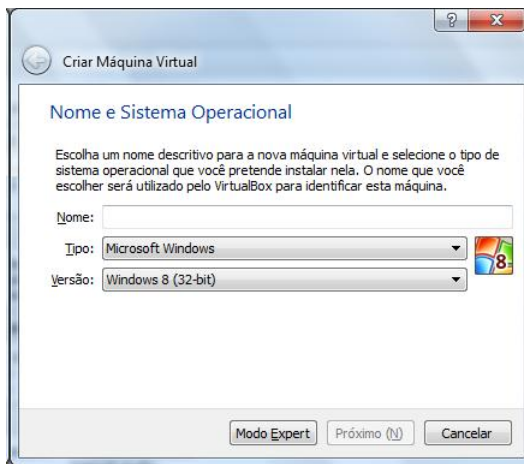 ?
X
Criar Máquina Virtual
Nome e Sistema Operacional
Escolha um nome descritivo para a nova máquina virtual e selecione o tipo de
sistema operacional que você pretende instalar nela. O nome que você
escolher será utilizado pelo VirtualBox para identificar esta máquina.
Nome:
Tipo: Microsoft Windows
8
Versão: Windows 8 (32-bit)
Modo Expert Próximo (N) Cancelar